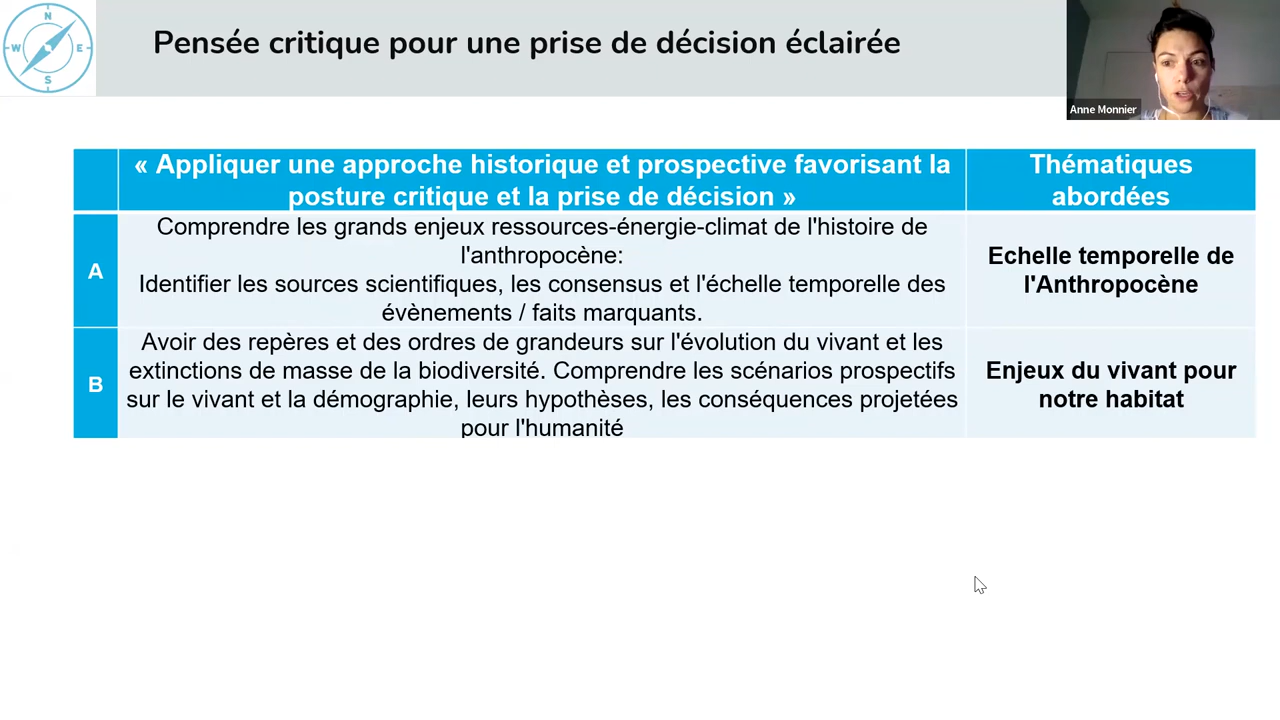 N
W
E
S
Pensée critique pour une prise de décision éclairée
Anne Monnier
« Appliquer une approche historique et prospective favorisant la
posture critique et la prise de décision »
Thématiques
abordées
A
Comprendre les grands enjeux ressources-énergie-climat de l'histoire de
l'anthropocène:
Identifier les sources scientifiques, les consensus et l'échelle temporelle des
évènements / faits marquants.
Echelle temporelle de
l'Anthropocène
B
Avoir des repères et des ordres de grandeurs sur l'évolution du vivant et les
extinctions de masse de la biodiversité. Comprendre les scénarios prospectifs
sur le vivant et la démographie, leurs hypothèses, les conséquences projetées
pour l'humanité
Enjeux du vivant pour
notre habitat